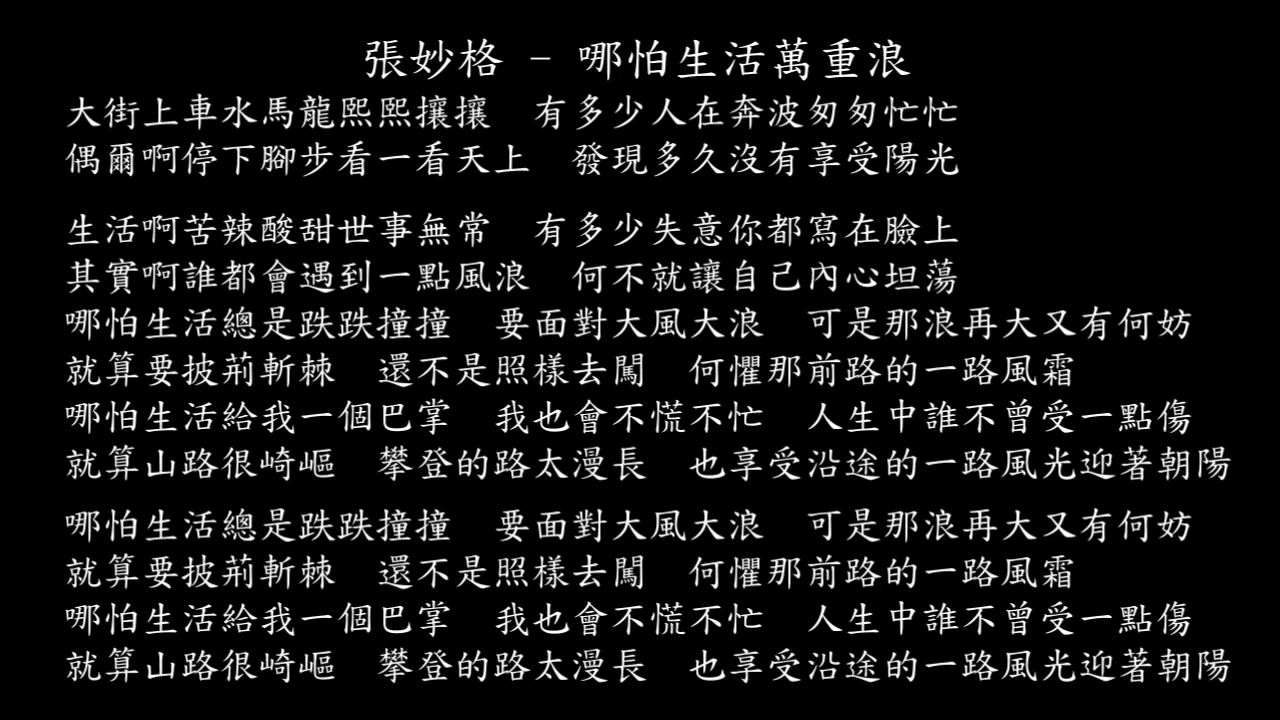 張妙格 - 哪怕生活萬重浪
大街上車水馬龍熙熙攘攘　有多少人在奔波匆匆忙忙
偶爾啊停下腳步看一看天上　發現多久沒有享受陽光
生活啊苦辣酸甜世事無常　有多少失意你都寫在臉上
其實啊誰都會遇到一點風浪　何不就讓自己內心坦蕩
哪怕生活總是跌跌撞撞　要面對大風大浪　可是那浪再大又有何妨
就算要披荊斬棘　還不是照樣去闖　何懼那前路的一路風霜
哪怕生活給我一個巴掌　我也會不慌不忙　人生中誰不曾受一點傷
就算山路很崎嶇　攀登的路太漫長　也享受沿途的一路風光迎著朝陽
哪怕生活總是跌跌撞撞　要面對大風大浪　可是那浪再大又有何妨
就算要披荊斬棘　還不是照樣去闖　何懼那前路的一路風霜
哪怕生活給我一個巴掌　我也會不慌不忙　人生中誰不曾受一點傷
就算山路很崎嶇　攀登的路太漫長　也享受沿途的一路風光迎著朝陽